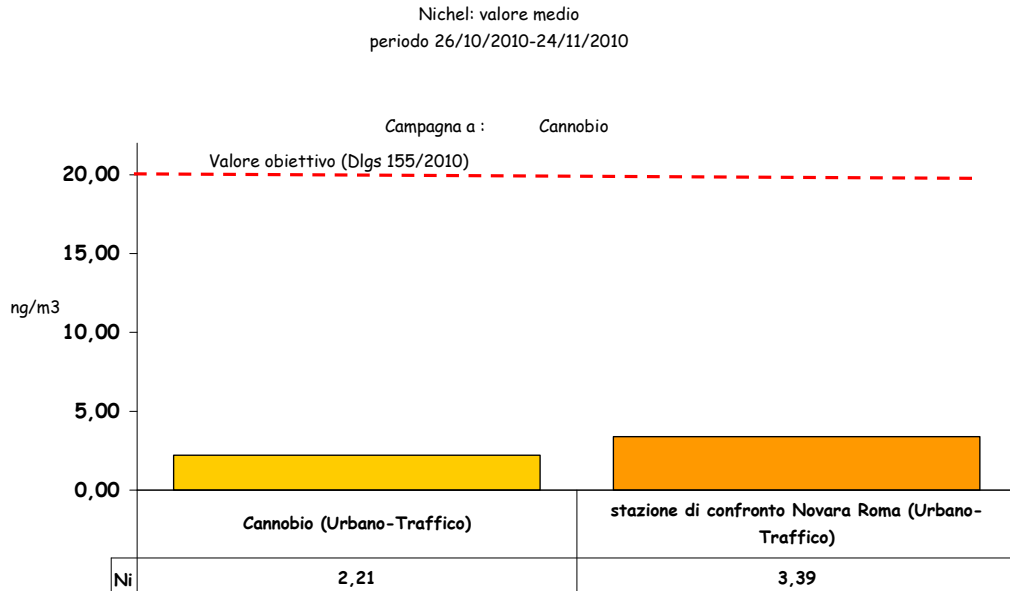 Nichel: valore medio
periodo 26/10/2010-24/11/2010
Campagna a : Cannobio
Valore obiettivo (Dlgs 155/2010)
20,00
15,00
ng/m3
10,00
5,00
0,00
Cannobio (Urbano-Traffico)
stazione di confronto Novara Roma (Urbano-
Traffico)
Ni 2,21 3,39